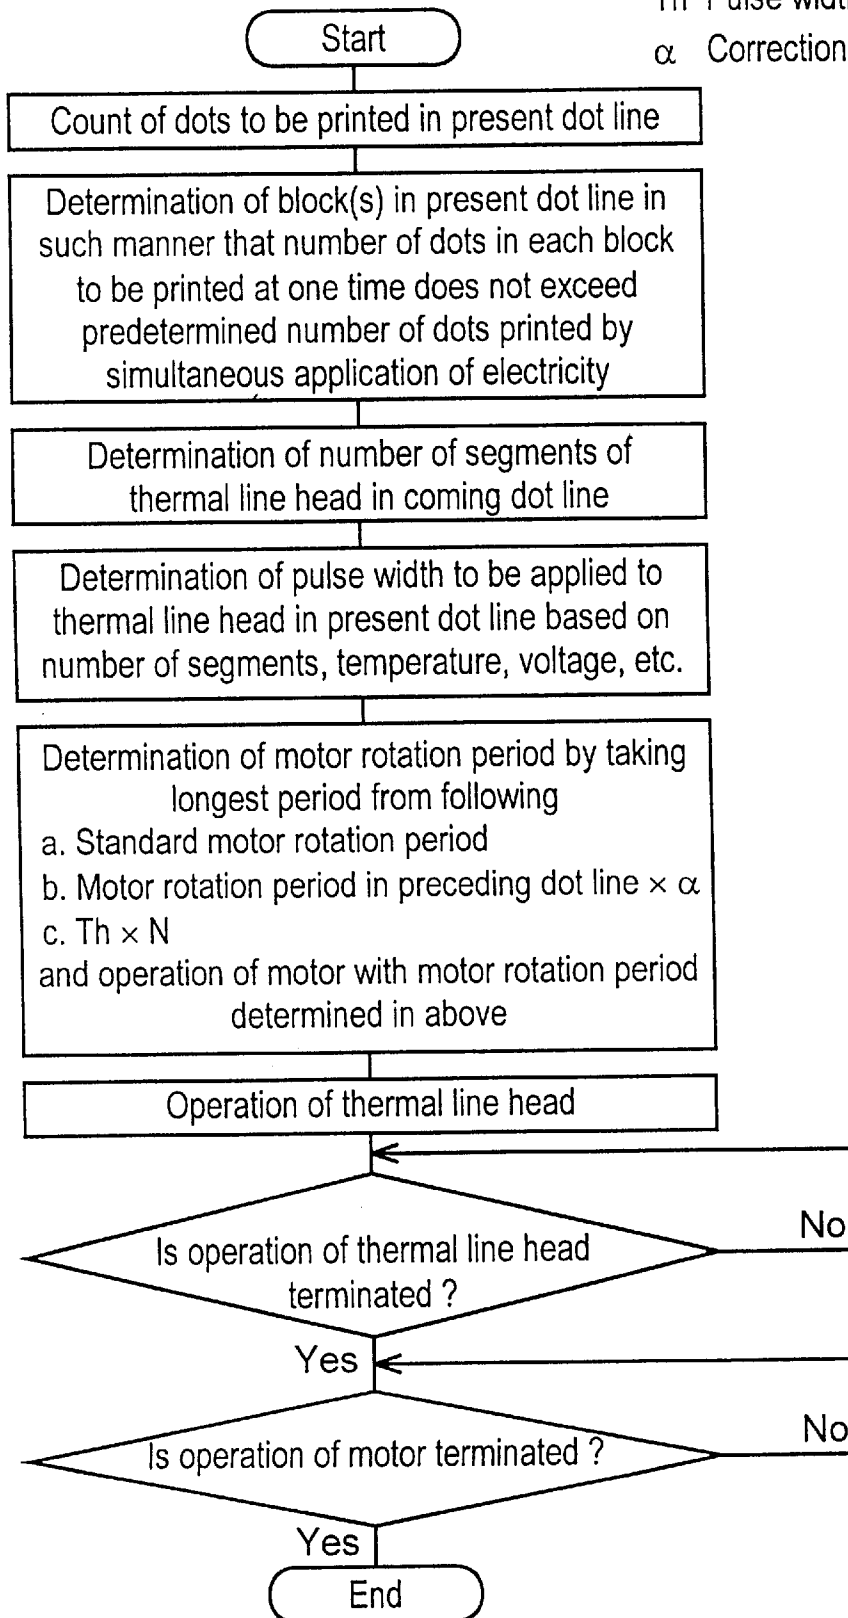 Th Pulse width
α Correction
Start
Count of dots to be printed in present dot line
Determination of block(s) in present dot line in
such manner that number of dots in each block
to be printed at one time does not exceed
predetermined number of dots printed by
simultaneous application of electricity
Determination of number of segments of
thermal line head in coming dot line
Determination of pulse width to be applied to
thermal line head in present dot line based on
number of segments, temperature, voltage, etc.
Determination of motor rotation period by taking
longest period from following
a. Standard motor rotation period
b. Motor rotation period in preceding dot line × α
c. Th × N
and operation of motor with motor rotation period
determined in above
Operation of thermal line head
Is operation of thermal line head
terminated ?
No
Yes
Is operation of motor terminated ?
No
Yes
End